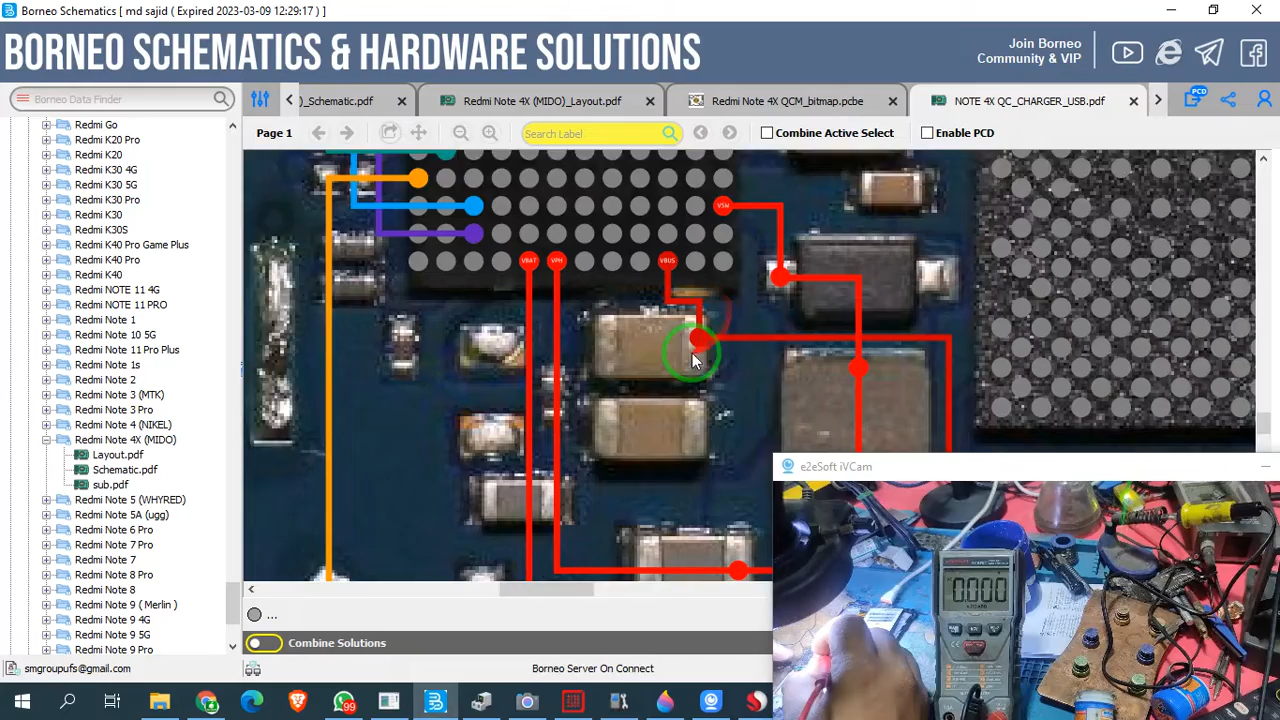 Borneo Schematics [ md sajid ( Expired 2023-03-09 12:29:17 ) ]
BORNEO SCHEMATICS & HARDWARE SOLUTIONS
Join Borneo
Community & VIP
Borneo Data Finder
)_Schematic.pdf
Redmi Note 4X (MIDO)_Layout.pdf
Redmi Note 4X QCM_bitmap.pcbe
NOTE 4X QC_CHARGER_USB.pdf
PCD
Page 1
Search Label
Combine Active Select
Enable PCD
Redmi Go
Redmi K20 Pro
Redmi K20
Redmi K30 4G
Redmi K30 5G
Redmi K30 Pro
Redmi K30
Redmi K30S
Redmi K40 Pro Game Plus
Redmi K40 Pro
Redmi K40
Redmi NOTE 11 4G
Redmi NOTE 11 PRO
Redmi Note 1
Redmi Note 10 5G
Redmi Note 11 Pro Plus
Redmi Note 1s
Redmi Note 2
Redmi Note 3 (MTK)
Redmi Note 3 Pro
Redmi Note 4 (NIKEL)
Redmi Note 4X (MIDO)
Layout.pdf
Schematic.pdf
sub.pdf
Redmi Note 5 (WHYRED)
Redmi Note 5A (ugg)
Redmi Note 6 Pro
Redmi Note 7 Pro
Redmi Note 7
Redmi Note 8 Pro
Redmi Note 8
Redmi Note 9 ( Merlin )
Redmi Note 9 4G
Redmi Note 9 5G
Redmi Note 9 Pro
VSW
VBAT
VPH
VBUS
e2eSoft iVCam
0.000
...
Combine Solutions
smgroupufs@gmail.com
Borneo Server On Connect
99